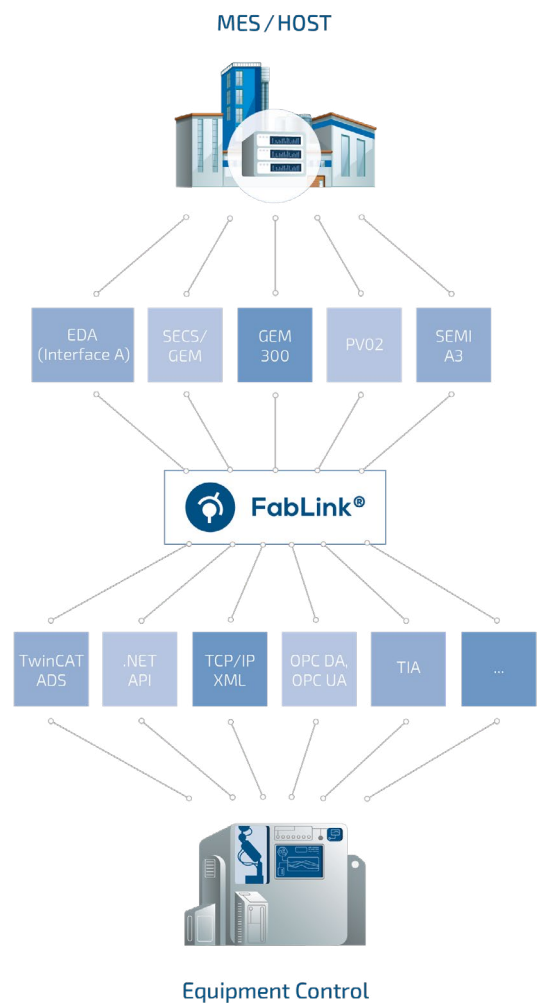 MES/HOST
EDA
(Interface A)
SECS/
GEM
GEM
300
PV02
SEMI
A3
FabLink®
TwinCAT
ADS
.NET
API
TCP/IP
XML
OPC DA,
OPC UA
TIA
...
Equipment Control